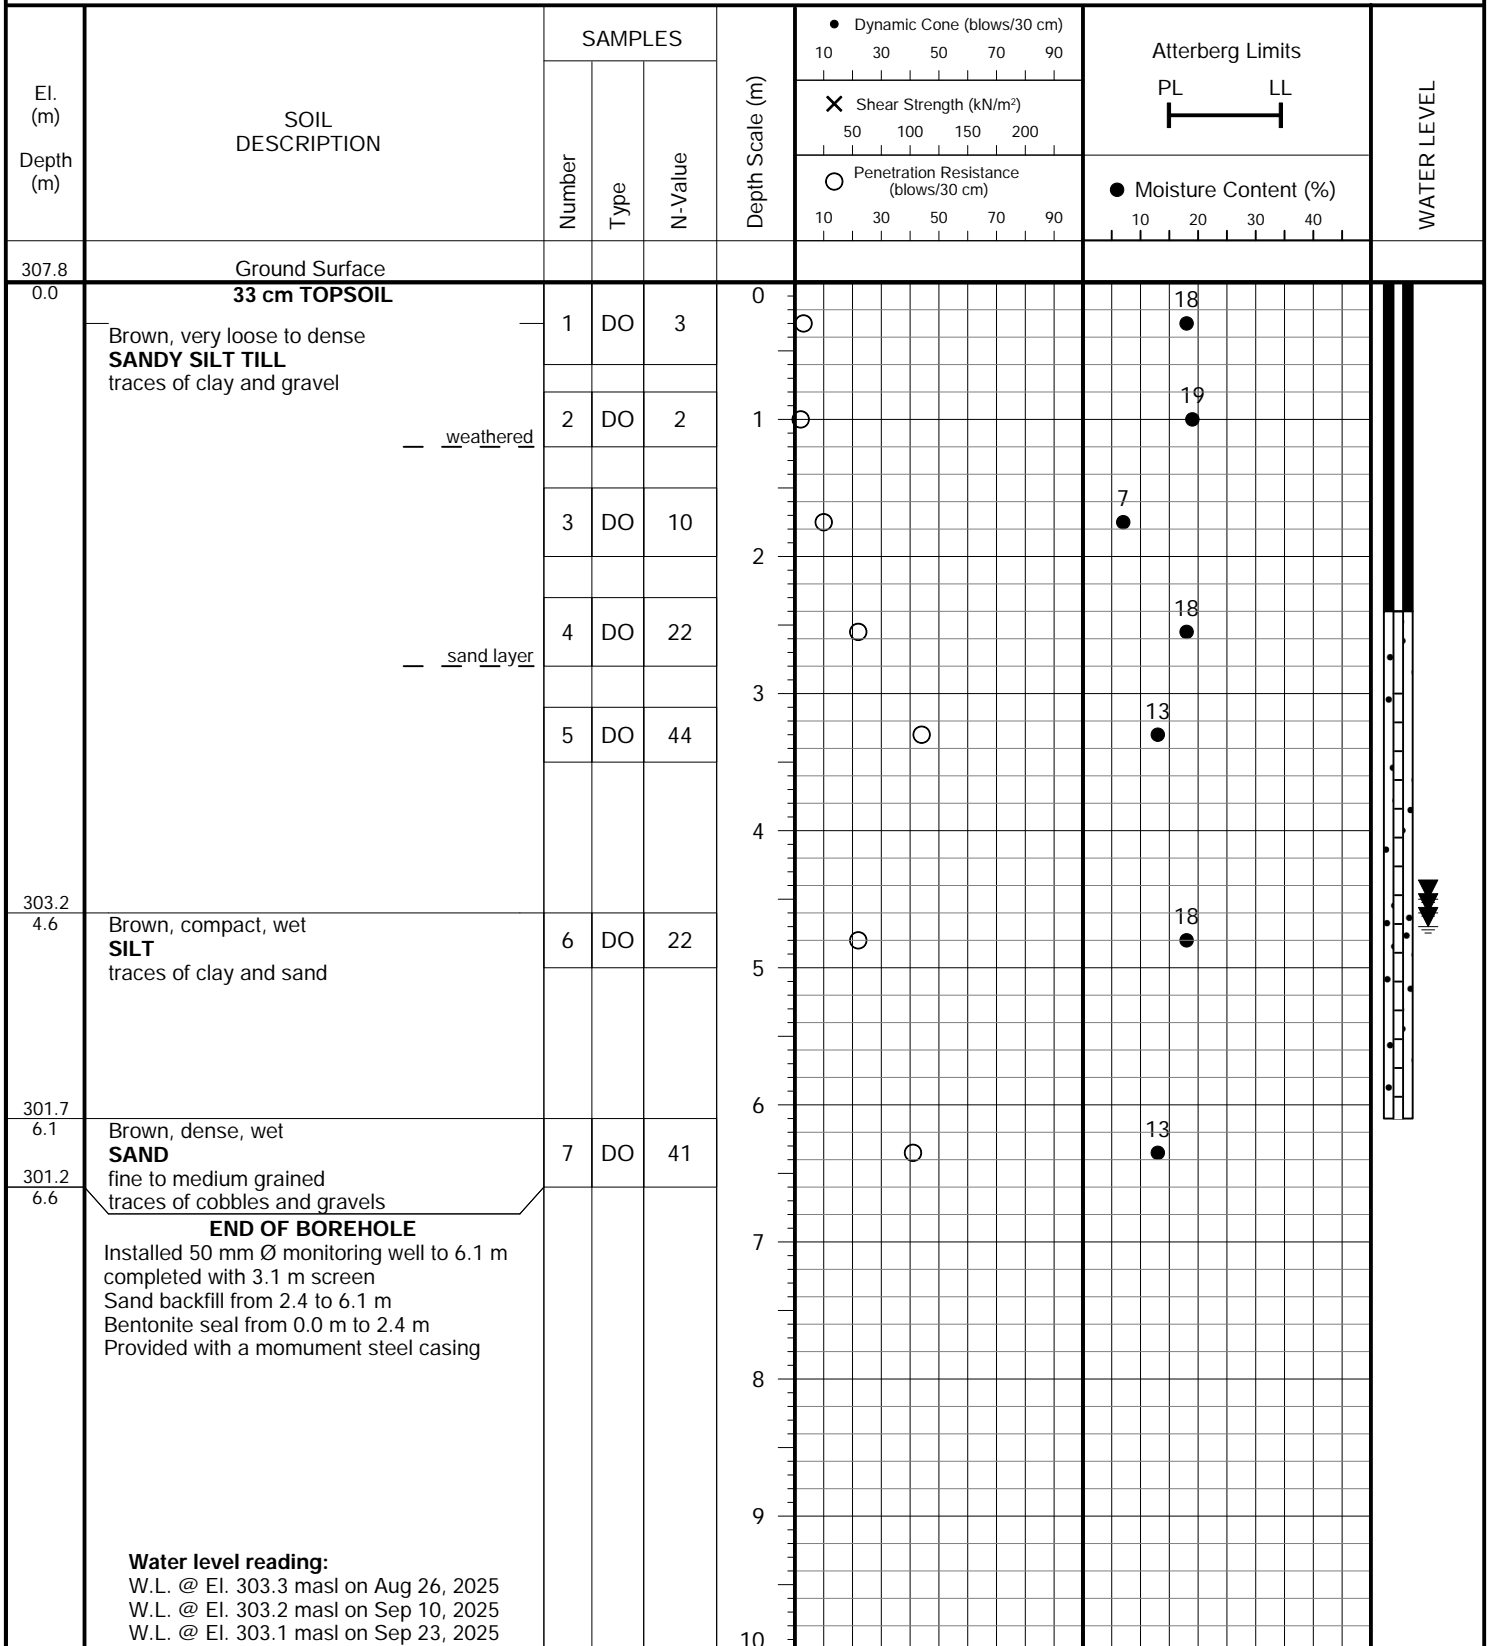 El.
(m)
Depth
(m)
SOIL
DESCRIPTION
SAMPLES
Number
Type
N-Value
Depth Scale (m)
● Dynamic Cone (blows/30 cm)
10 30 50 70 90
✕ Shear Strength (kN/m²)
50 100 150 200
○ Penetration Resistance
(blows/30 cm)
10 30 50 70 90
Atterberg Limits
PL LL
● Moisture Content (%)
10 20 30 40
WATER LEVEL
307.8 Ground Surface
0.0 33 cm TOPSOIL 0
1 DO 3 18
Brown, very loose to dense
SANDY SILT TILL
traces of clay and gravel
19
2 DO 2 1
weathered
7
3 DO 10
2
18
4 DO 22
sand layer
3
13
5 DO 44
4
303.2
4.6 Brown, compact, wet 18
6 DO 22
SILT
traces of clay and sand 5
301.7 6
6.1 Brown, dense, wet 13
SAND 7 DO 41
301.2 fine to medium grained
6.6 traces of cobbles and gravels
END OF BOREHOLE
Installed 50 mm Ø monitoring well to 6.1 m 7
completed with 3.1 m screen
Sand backfill from 2.4 to 6.1 m
Bentonite seal from 0.0 m to 2.4 m
Provided with a momument steel casing
8
9
Water level reading:
W.L. @ El. 303.3 masl on Aug 26, 2025
W.L. @ El. 303.2 masl on Sep 10, 2025
W.L. @ El. 303.1 masl on Sep 23, 2025
10